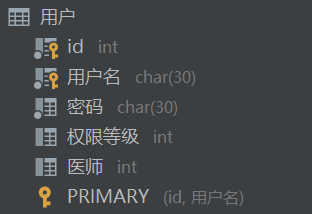 用户
id int
用户名 char(30)
密码 char(30)
权限等级 int
医师 int
PRIMARY (id, 用户名)